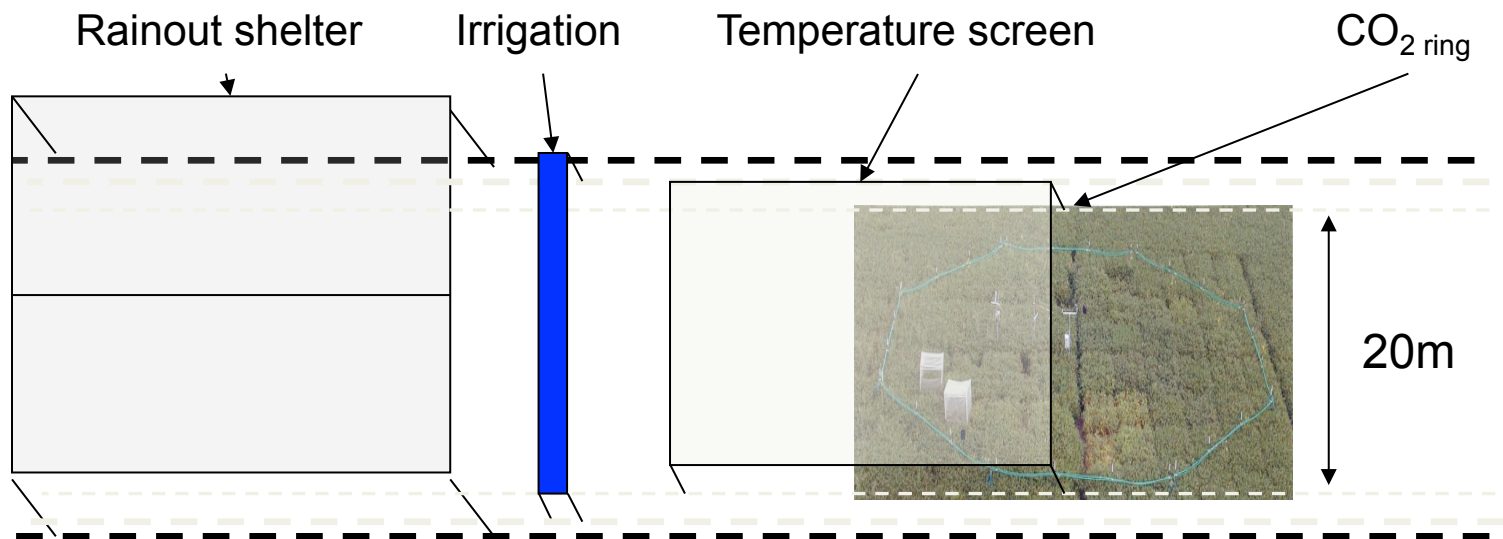 Rainout shelter
Irrigation
Temperature screen
CO2 ring
20m